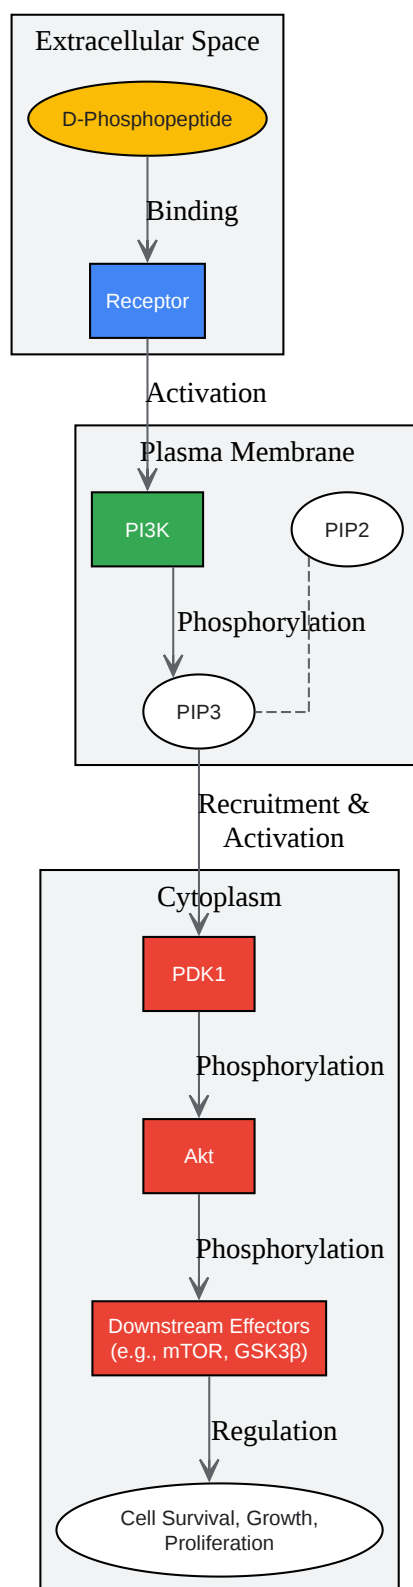 Extracellular Space
D-Phosphopeptide
Binding
Receptor
Activation
Plasma Membrane
PI3K
PIP2
Phosphorylation
PIP3
Recruitment &
Activation
Cytoplasm
PDK1
Phosphorylation
Akt
Phosphorylation
Downstream Effectors
(e.g., mTOR, GSK3β)
Regulation
Cell Survival, Growth,
Proliferation